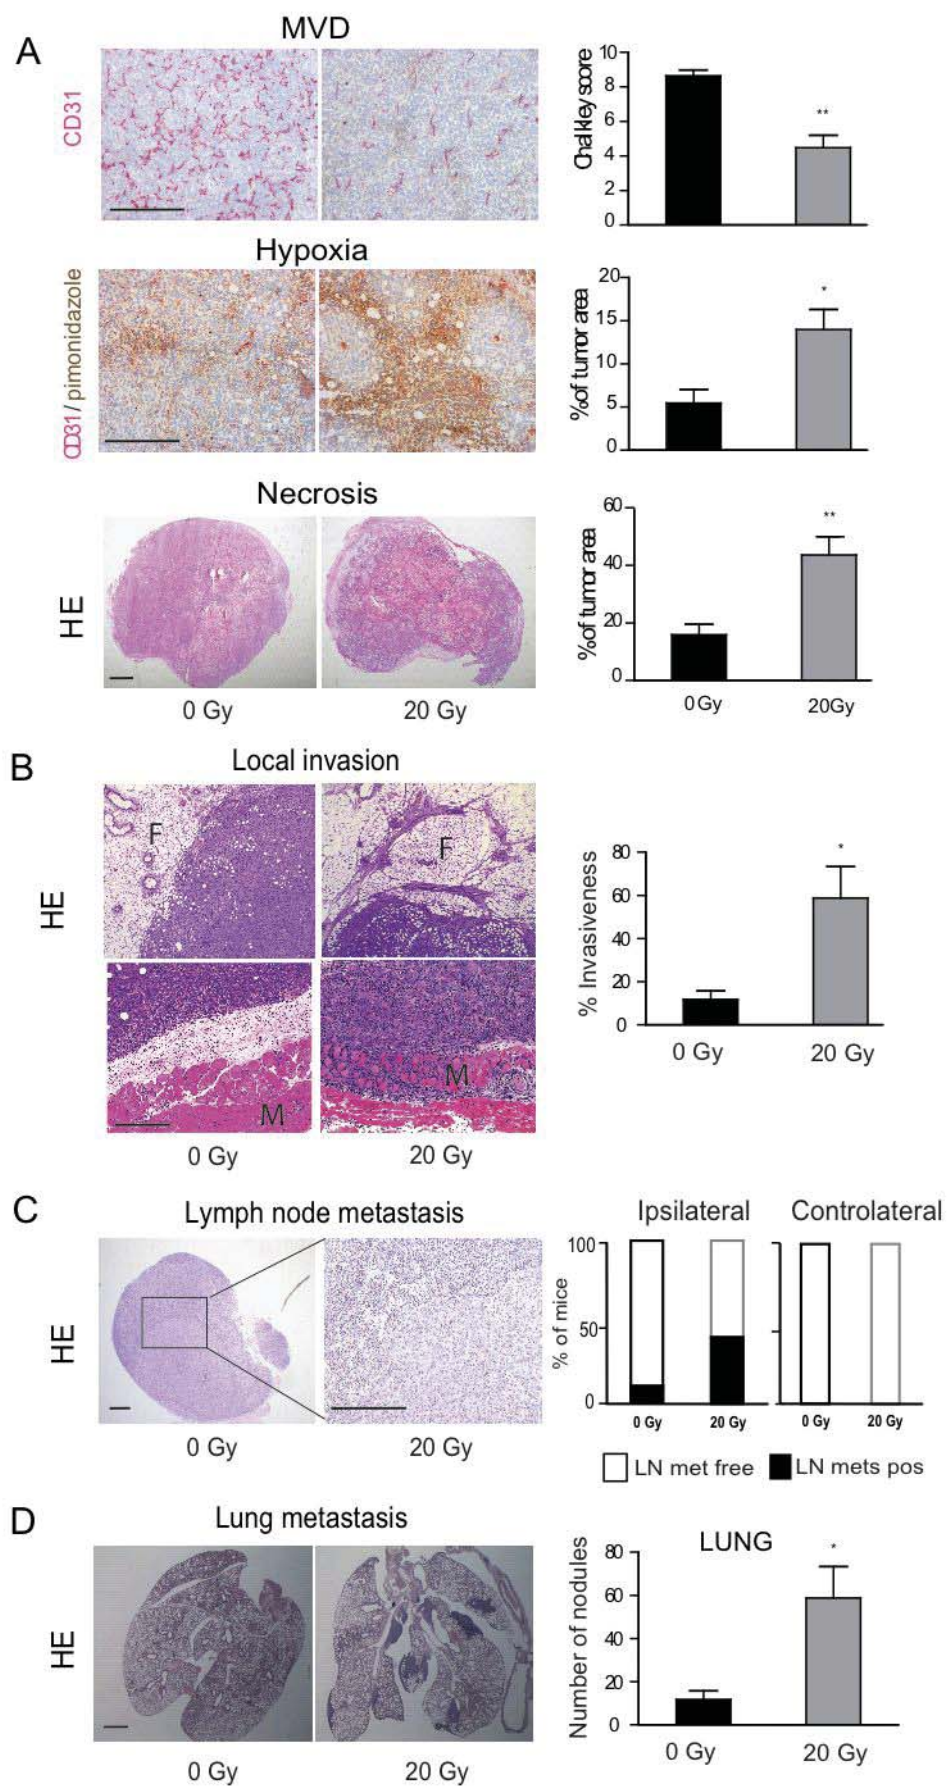 A
MVD
CD31
Chalkley score
10
8
6
4
2
0
**
Hypoxia
CD31/pimonidazole
% of tumor area
20
15
10
5
0
*
Necrosis
HE
0 Gy
20 Gy
% of tumor area
60
40
20
0
**
0Gy
20Gy
B
Local invasion
HE
F
F
M
M
0 Gy
20 Gy
% Invasiveness
80
60
40
20
0
*
0 Gy
20 Gy
C
Lymph node metastasis
HE
0 Gy
20 Gy
Ipsilateral
Controlateral
% of mice
100
50
0
0 Gy
20 Gy
0 Gy
20 Gy
LN met free
LN mets pos
D
Lung metastasis
HE
0 Gy
20 Gy
LUNG
Number of nodules
80
60
40
20
0
*
0 Gy
20 Gy